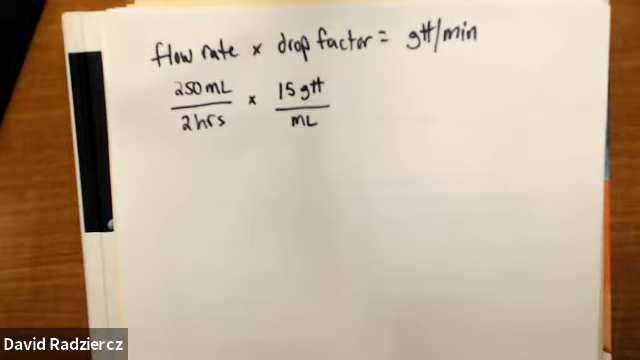 flow rate x drop factor = gtt/min
250 mL / 2 hrs x 15 gtt / mL
David Radziercz